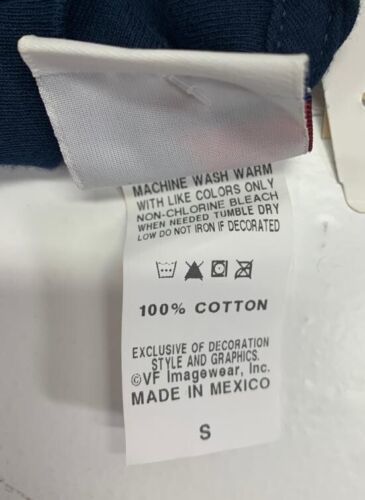 MACHINE WASH WARM
WITH LIKE COLORS ONLY
NON-CHLORINE BLEACH
WHEN NEEDED TUMBLE DRY
LOW DO NOT IRON IF DECORATED
100% COTTON
EXCLUSIVE OF DECORATION
STYLE AND GRAPHICS.
©VF Imagewear, Inc.
MADE IN MEXICO
S